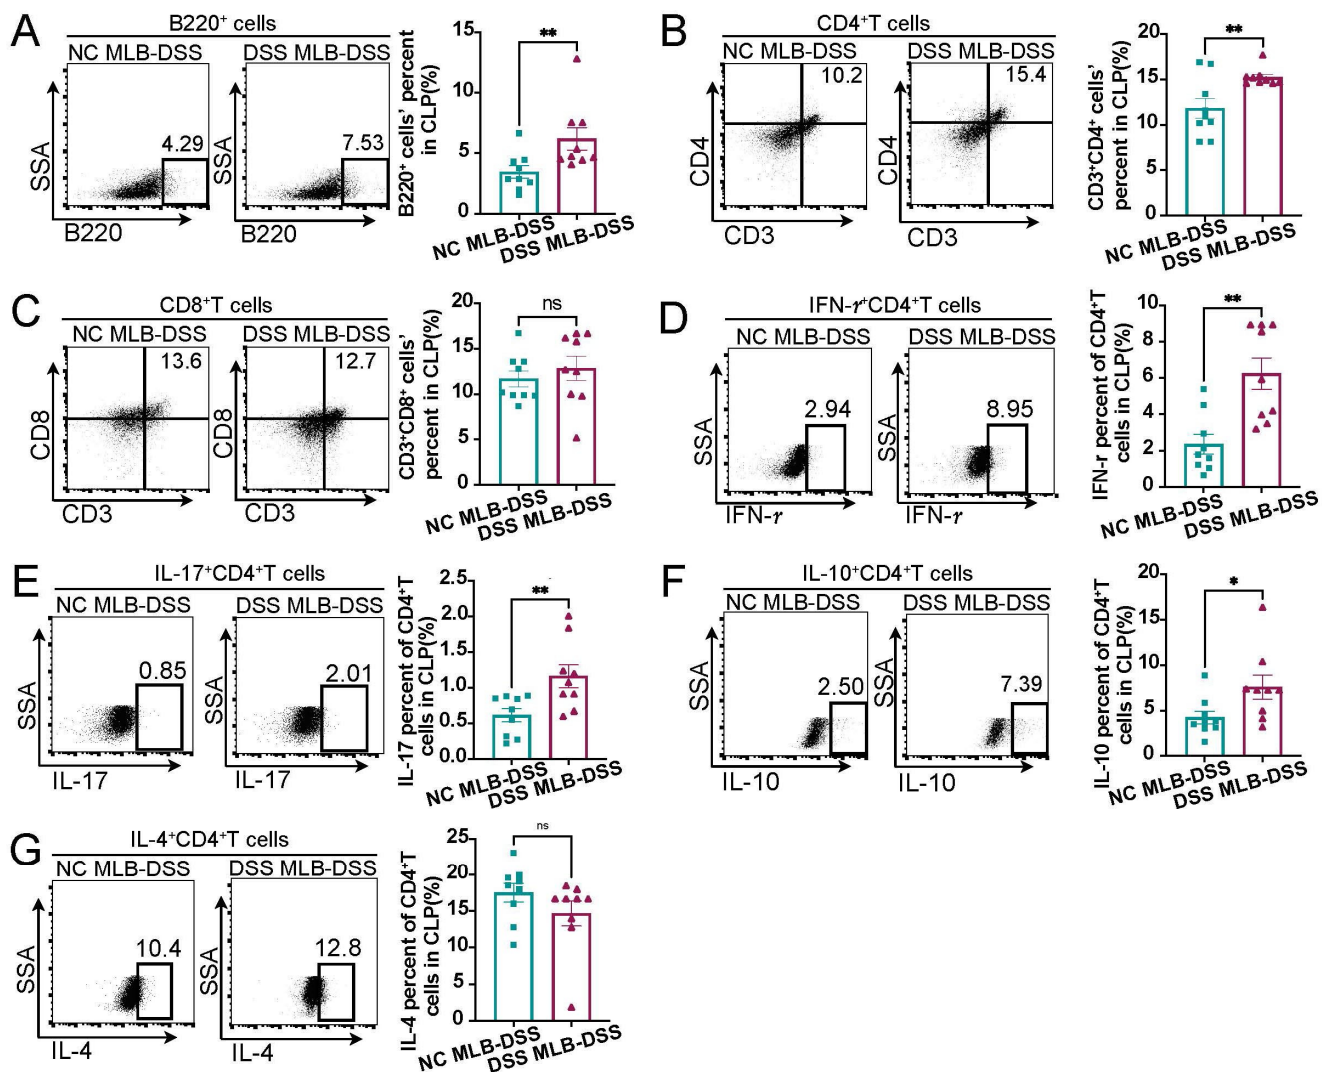 A
B220⁺ cells
NC MLB-DSS
DSS MLB-DSS
SSA
4.29
B220
SSA
7.53
B220
B220⁺ cells' percent
in CLP(%)
15
10
5
0
**
NC MLB-DSS
DSS MLB-DSS
B
CD4⁺T cells
NC MLB-DSS
DSS MLB-DSS
CD4
10.2
CD3
CD4
15.4
CD3
CD3⁺CD4⁺ cells'
percent in CLP(%)
20
15
10
5
0
**
NC MLB-DSS
DSS MLB-DSS
C
CD8⁺T cells
NC MLB-DSS
DSS MLB-DSS
CD8
13.6
CD3
CD8
12.7
CD3
CD3⁺CD8⁺ cells'
percent in CLP(%)
20
15
10
5
0
ns
NC MLB-DSS
DSS MLB-DSS
D
IFN-r⁺CD4⁺T cells
NC MLB-DSS
DSS MLB-DSS
SSA
2.94
IFN-r
SSA
8.95
IFN-r
IFN-r percent of CD4⁺T
cells in CLP(%)
10
8
6
4
2
0
**
NC MLB-DSS
DSS MLB-DSS
E
IL-17⁺CD4⁺T cells
NC MLB-DSS
DSS MLB-DSS
SSA
0.85
IL-17
SSA
2.01
IL-17
IL-17 percent of CD4⁺T
cells in CLP(%)
2.5
2.0
1.5
1.0
0.5
0.0
**
NC MLB-DSS
DSS MLB-DSS
F
IL-10⁺CD4⁺T cells
NC MLB-DSS
DSS MLB-DSS
SSA
2.50
IL-10
SSA
7.39
IL-10
IL-10 percent of CD4⁺T
cells in CLP(%)
20
15
10
5
0
*
NC MLB-DSS
DSS MLB-DSS
G
IL-4⁺CD4⁺T cells
NC MLB-DSS
DSS MLB-DSS
SSA
10.4
IL-4
SSA
12.8
IL-4
IL-4 percent of CD4⁺T
cells in CLP(%)
25
20
15
10
5
0
ns
NC MLB-DSS
DSS MLB-DSS